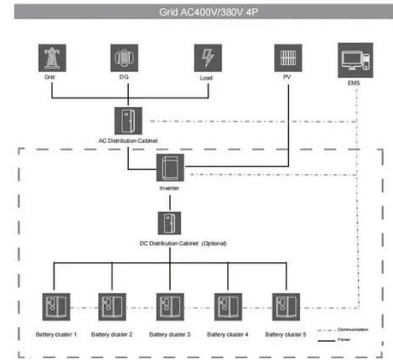 Grid AC400V/380V 4P
Grid
DG
Load
PV
EMS
AC Distribution Cabinet
Inverter
DC Distribution Cabinet (Optional)
Battery cluster 1
Battery cluster 2
Battery cluster 3
Battery cluster 4
Battery cluster 5
Communication
Power